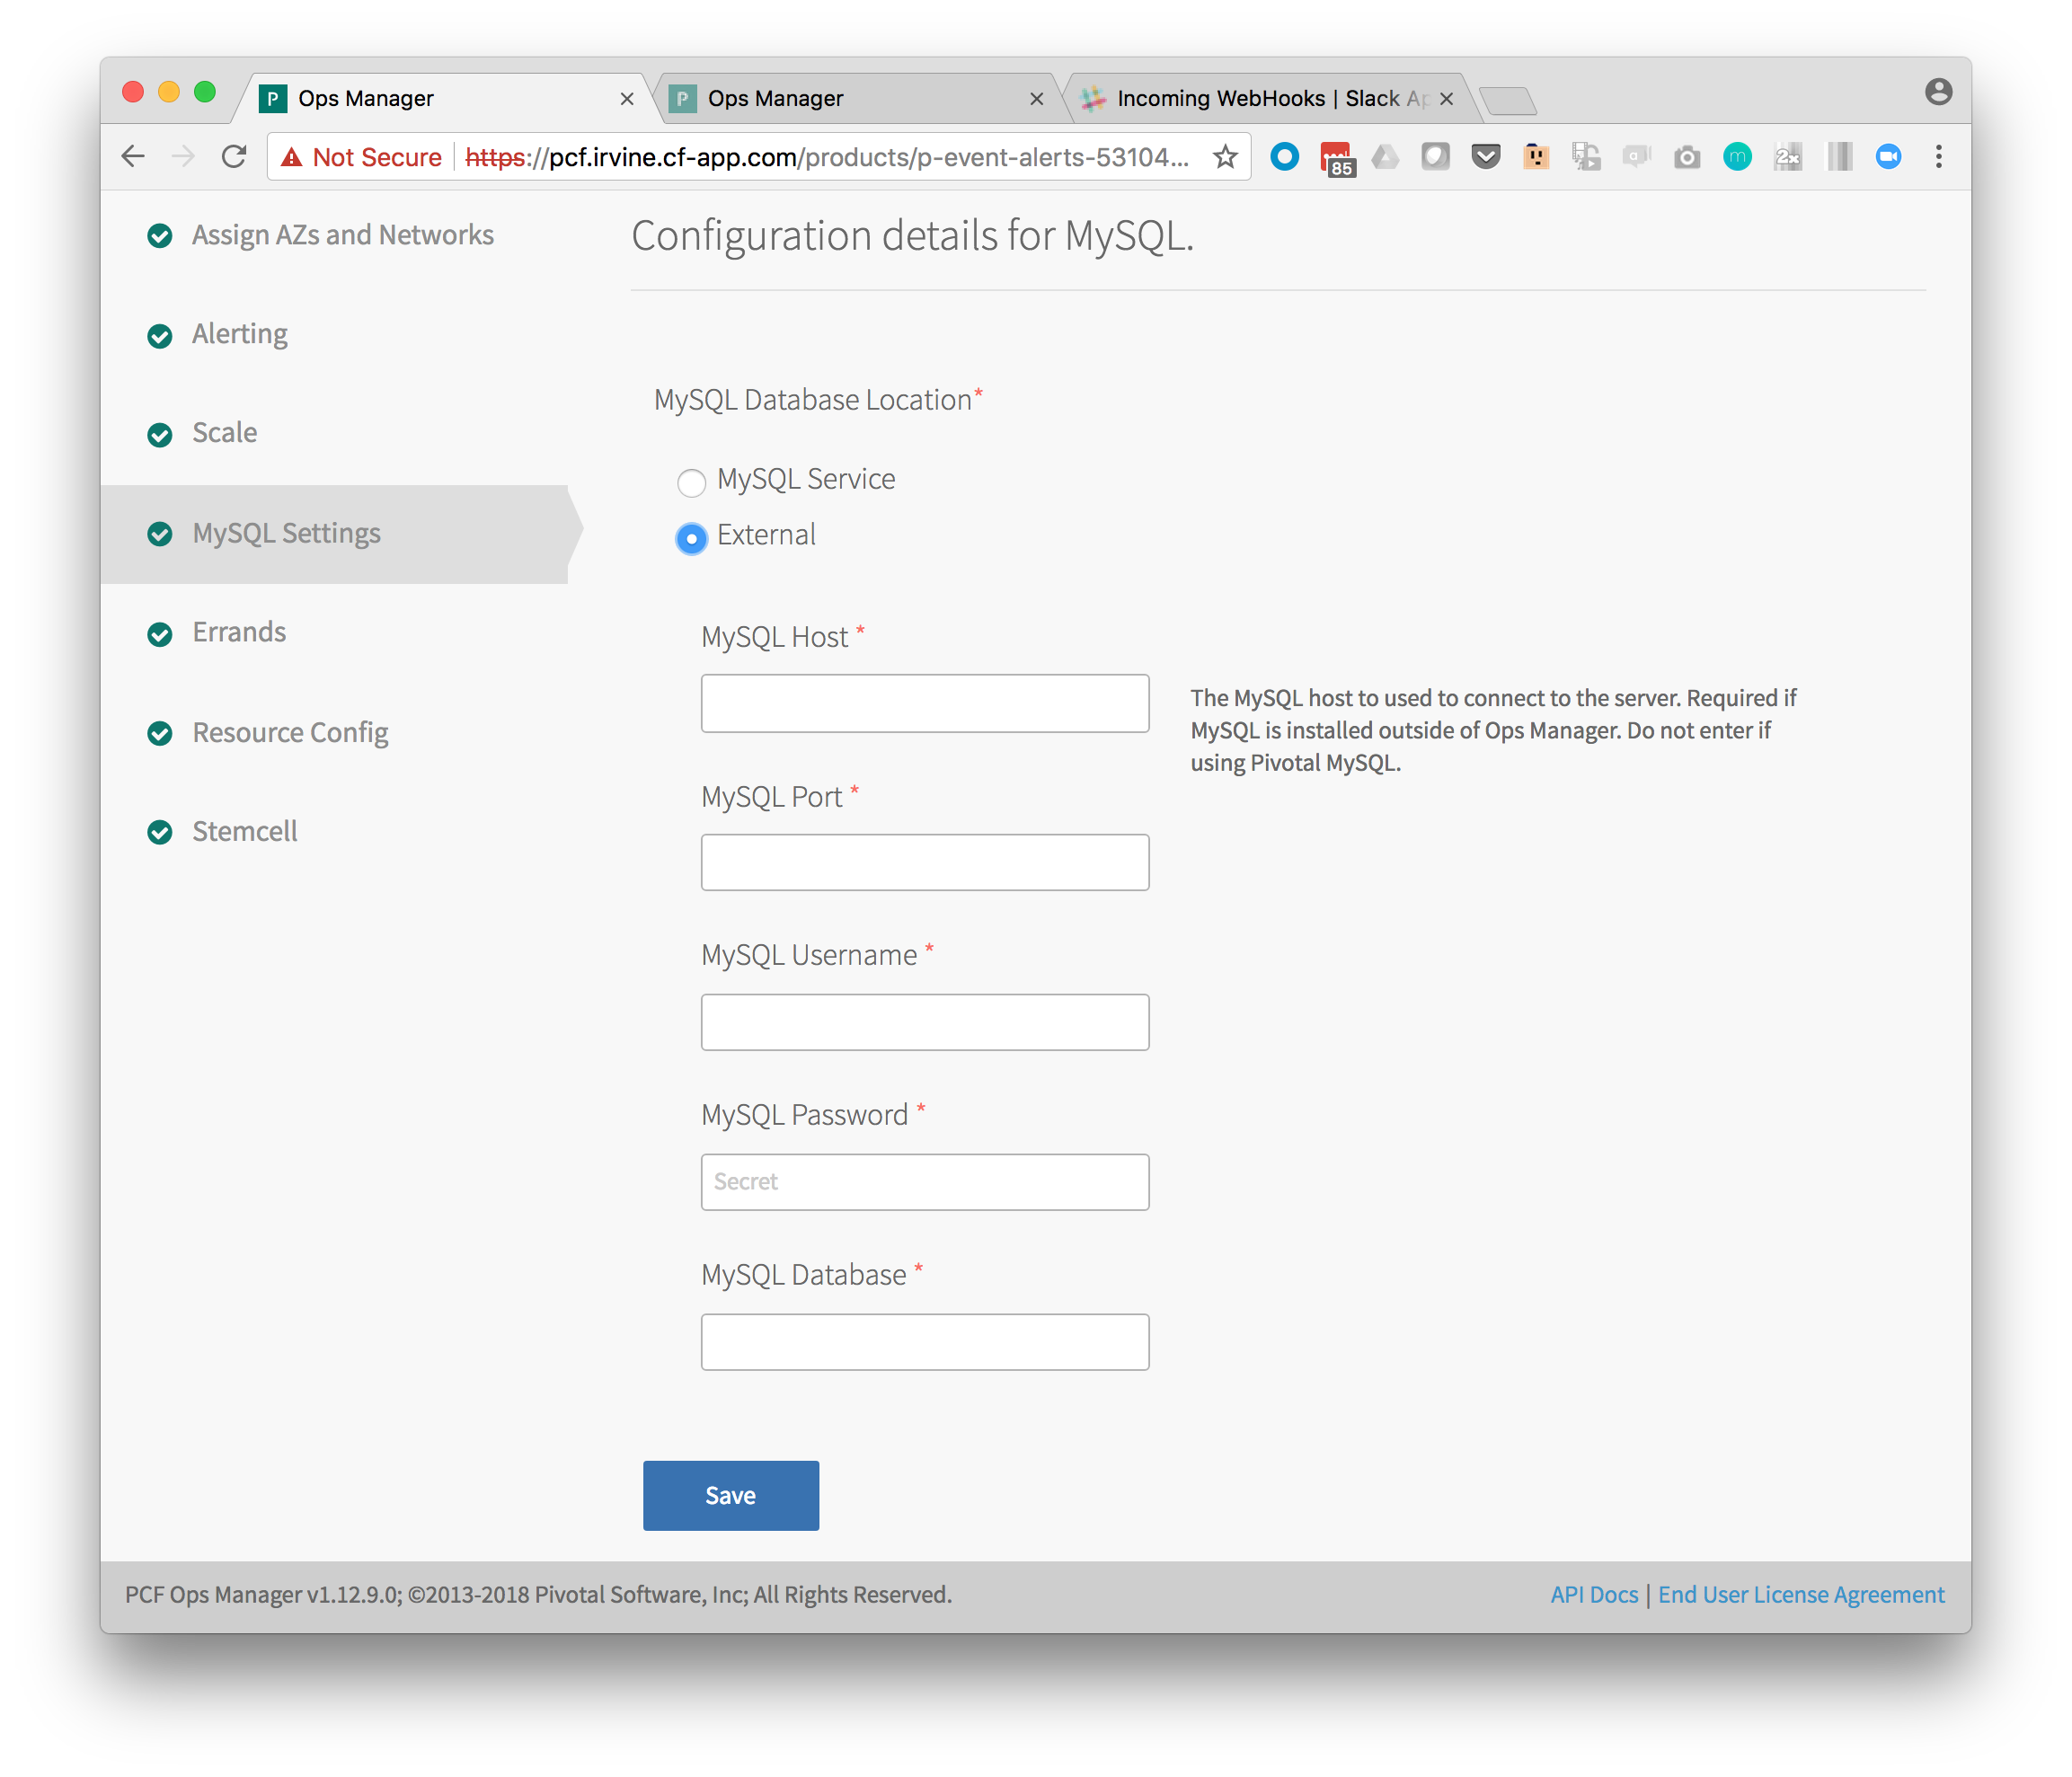 Ops Manager
Ops Manager
Incoming WebHooks | Slack Ap
Not Secure
https://pcf.irvine.cf-app.com/products/p-event-alerts-53104...
85
2x
Assign AZs and Networks
Alerting
Scale
MySQL Settings
Errands
Resource Config
Stemcell
Configuration details for MySQL.
MySQL Database Location*
MySQL Service
External
MySQL Host *
The MySQL host to used to connect to the server. Required if
MySQL is installed outside of Ops Manager. Do not enter if
using Pivotal MySQL.
MySQL Port *
MySQL Username *
MySQL Password *
Secret
MySQL Database *
Save
PCF Ops Manager v1.12.9.0; ©2013-2018 Pivotal Software, Inc; All Rights Reserved.
API Docs | End User License Agreement